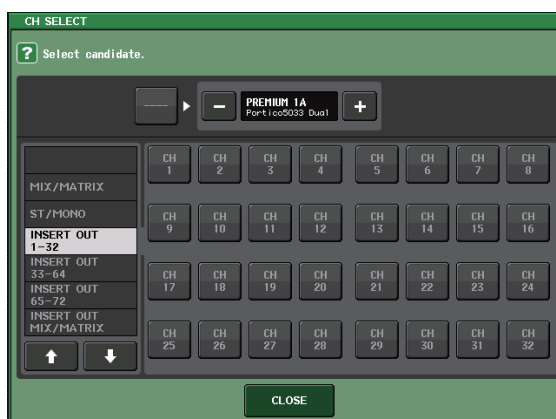 CH SELECT
? Select candidate.
----
−
PREMIUM 1A
Portico5033 Dual
+
MIX/MATRIX
ST/MONO
INSERT OUT
1-32
INSERT OUT
33-64
INSERT OUT
65-72
INSERT OUT
MIX/MATRIX
CH 1
CH 2
CH 3
CH 4
CH 5
CH 6
CH 7
CH 8
CH 9
CH 10
CH 11
CH 12
CH 13
CH 14
CH 15
CH 16
CH 17
CH 18
CH 19
CH 20
CH 21
CH 22
CH 23
CH 24
CH 25
CH 26
CH 27
CH 28
CH 29
CH 30
CH 31
CH 32
CLOSE